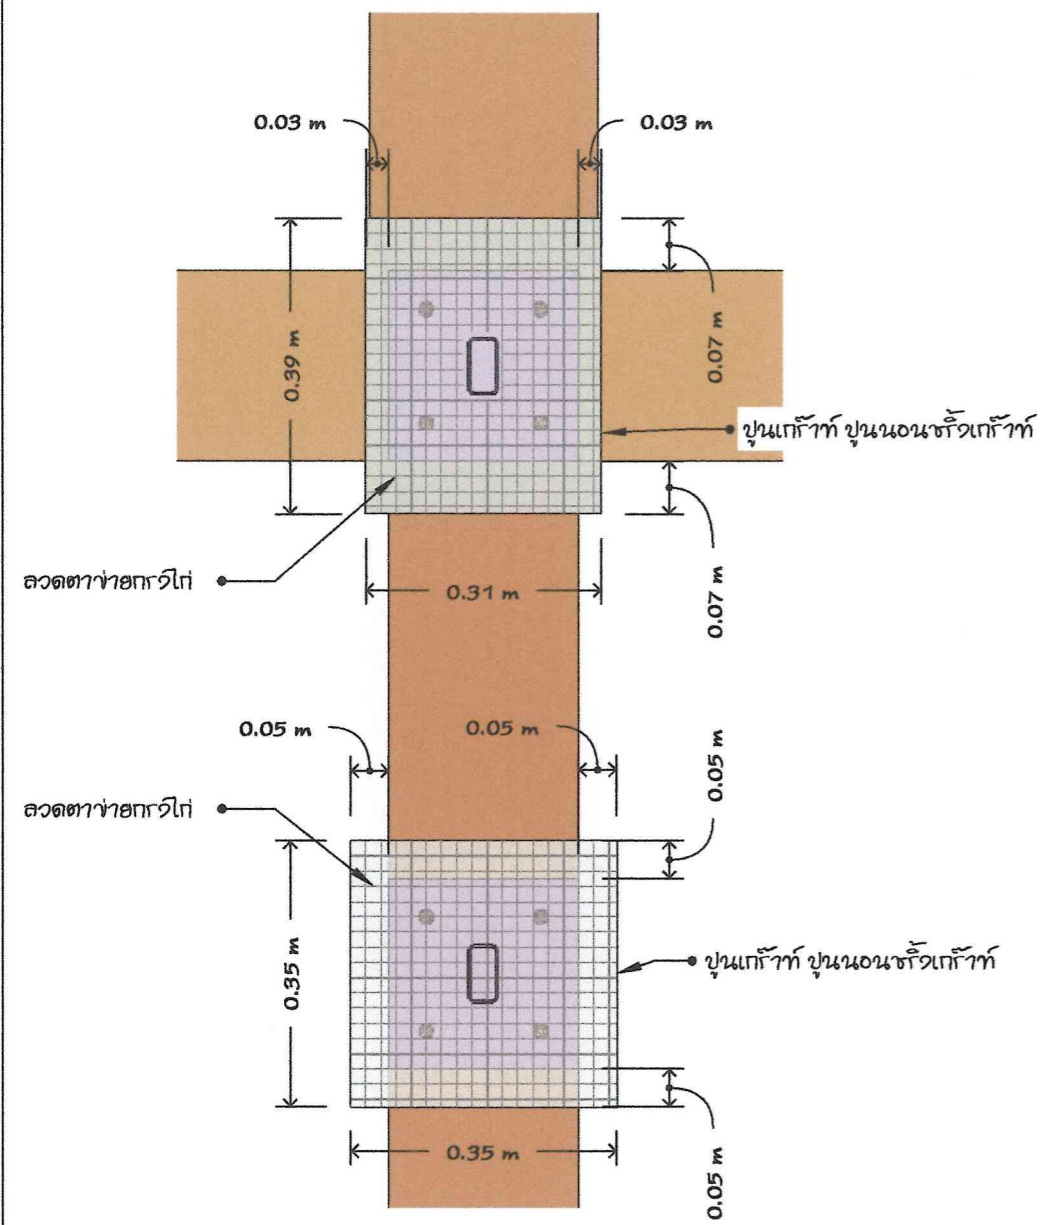 0.03 m
0.03 m
0.39 m
0.07 m
ปูนเกร๊าท์ ปูนนอนชริ้งเกร๊าท์
ลวดตาข่ายกรงไก่
0.31 m
0.07 m
0.05 m
0.05 m
0.05 m
ลวดตาข่ายกรงไก่
0.35 m
ปูนเกร๊าท์ ปูนนอนชริ้งเกร๊าท์
0.35 m
0.05 m